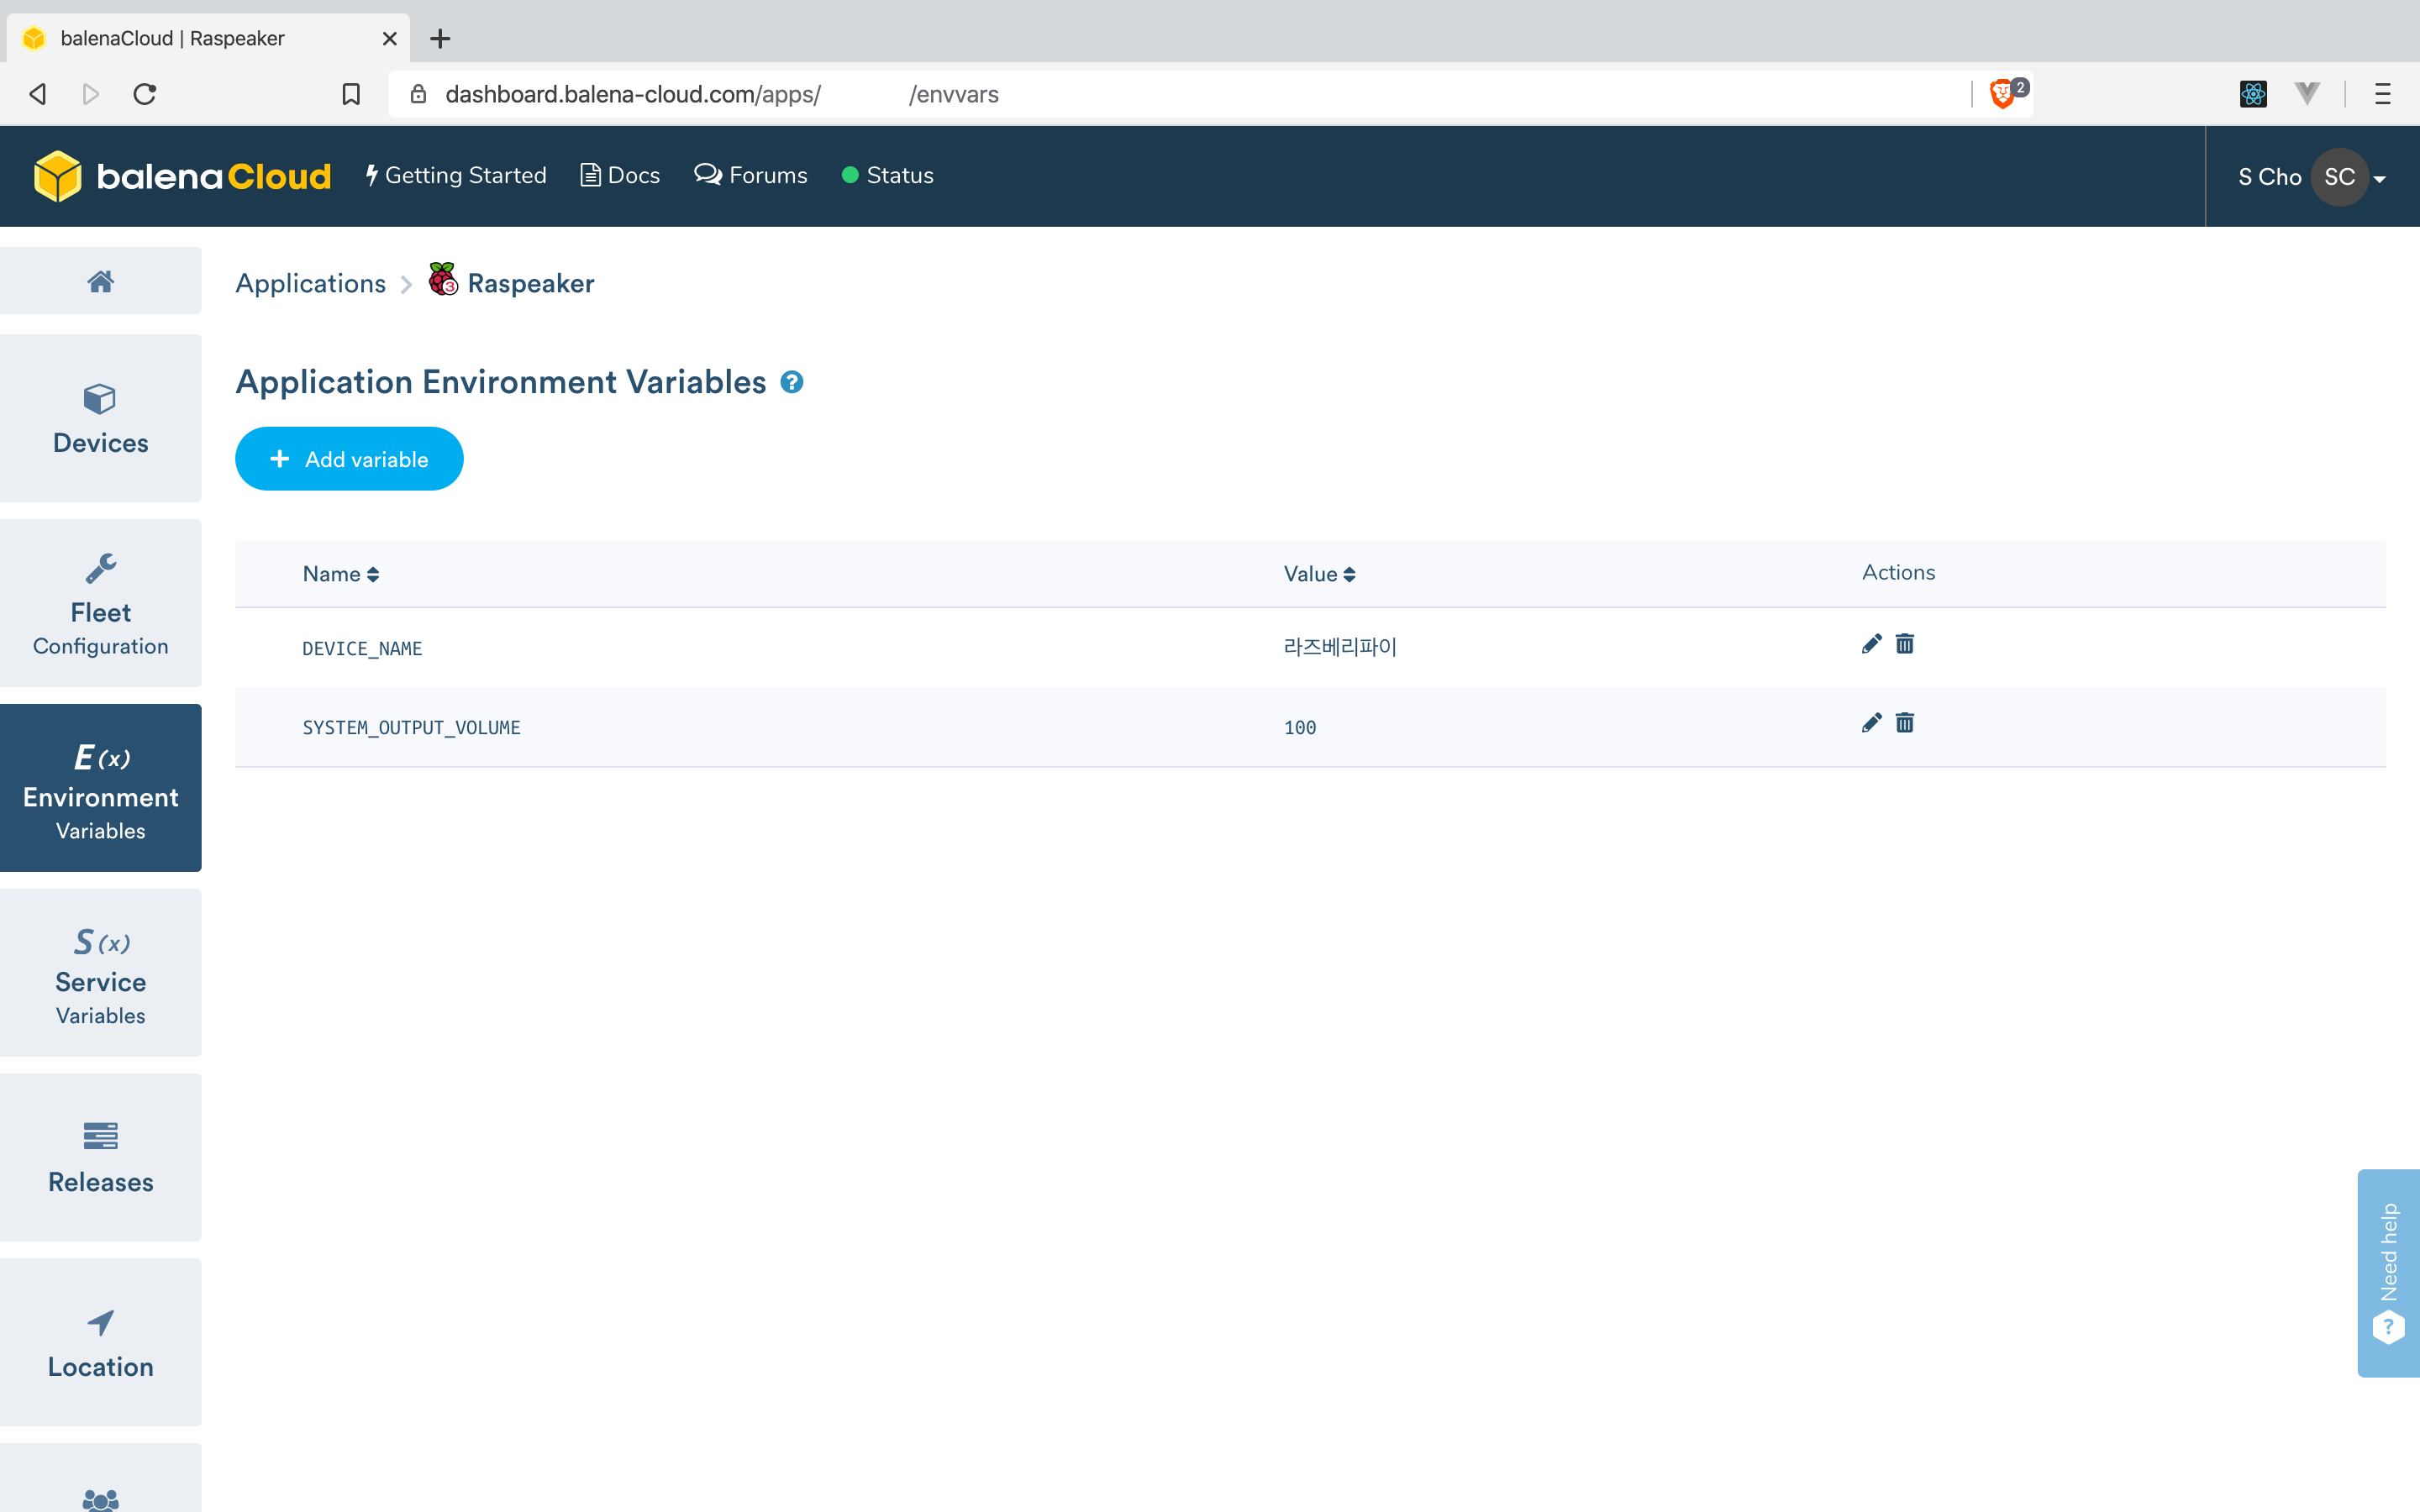 balenaCloud | Raspeaker
dashboard.balena-cloud.com/apps/ /envvars
2
balenaCloud Getting Started Docs Forums Status S Cho SC
Applications > 3 Raspeaker
Application Environment Variables ?
+ Add variable
Name Value Actions
DEVICE_NAME 라즈베리파이
SYSTEM_OUTPUT_VOLUME 100
Devices
Fleet
Configuration
E(x)
Environment
Variables
S(x)
Service
Variables
Releases
Location
Need help
?